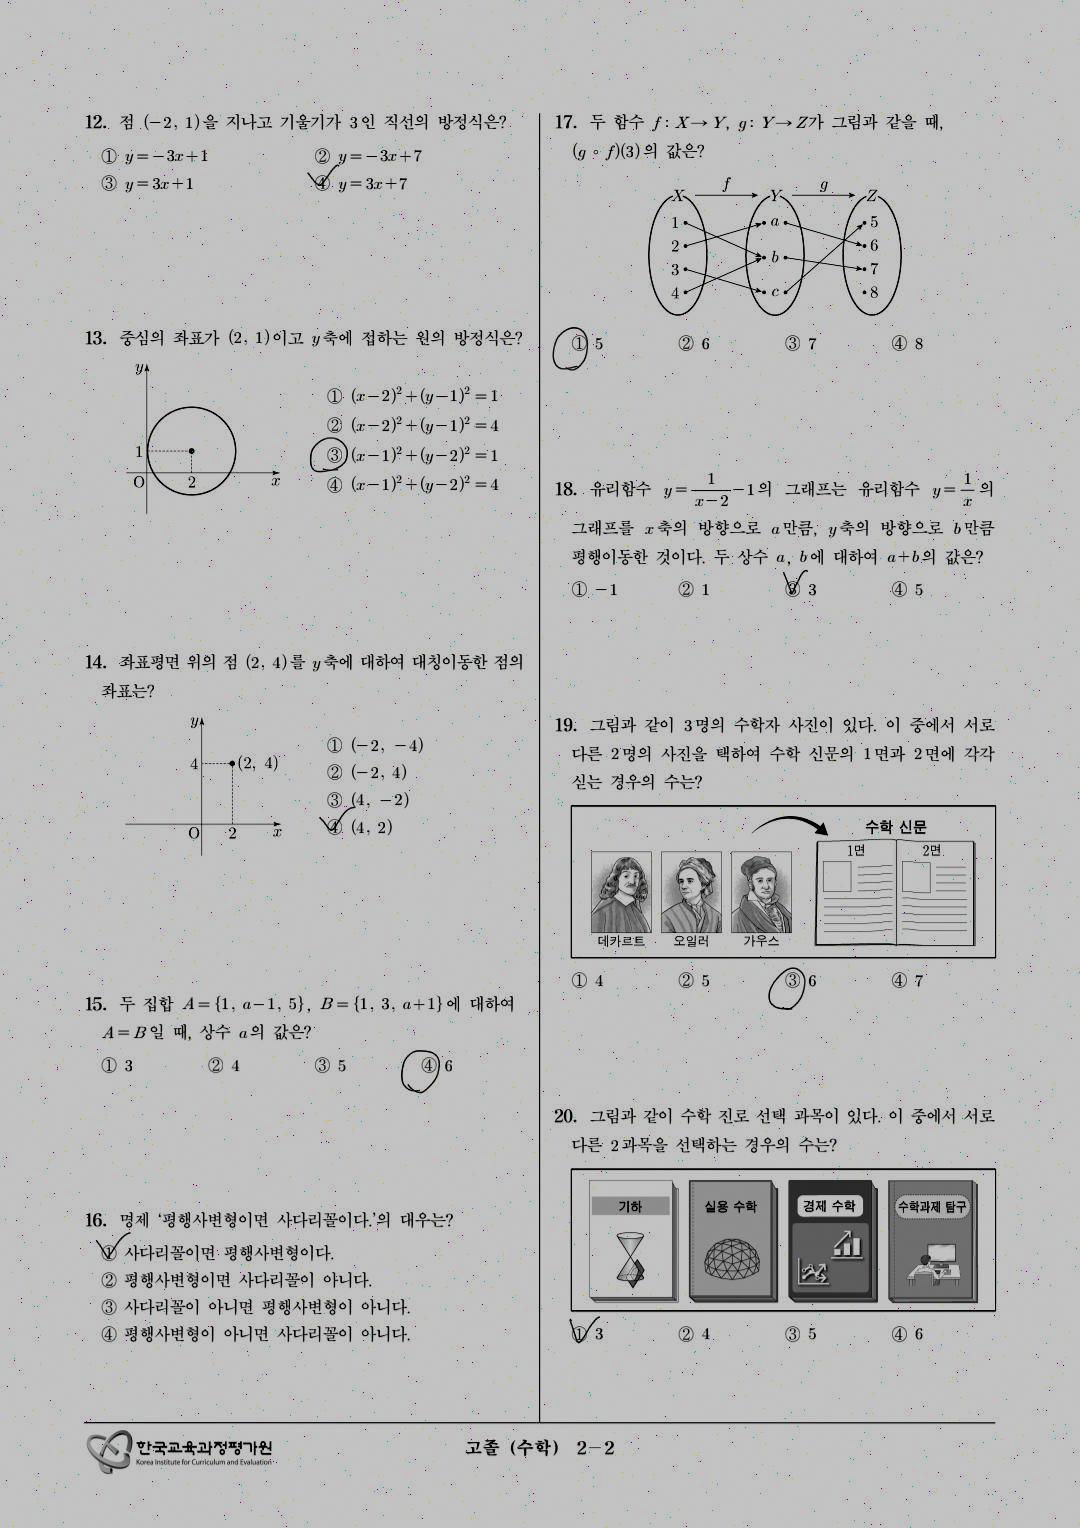 12. 점 (−2, 1)을 지나고 기울기가 3인 직선의 방정식은?
① y=−3x+1 ② y=−3x+7
③ y=3x+1 ④ y=3x+7
13. 중심의 좌표가 (2, 1)이고 y축에 접하는 원의 방정식은?
y
1
O 2 x
① (x−2)²+(y−1)²=1
② (x−2)²+(y−1)²=4
③ (x−1)²+(y−2)²=1
④ (x−1)²+(y−2)²=4
14. 좌표평면 위의 점 (2, 4)를 y축에 대하여 대칭이동한 점의
좌표는?
y
4 (2, 4)
O 2 x
① (−2, −4)
② (−2, 4)
③ (4, −2)
④ (4, 2)
15. 두 집합 A={1, a−1, 5}, B={1, 3, a+1}에 대하여
A=B일 때, 상수 a의 값은?
① 3 ② 4 ③ 5 ④ 6
16. 명제 ‘평행사변형이면 사다리꼴이다.’의 대우는?
① 사다리꼴이면 평행사변형이다.
② 평행사변형이면 사다리꼴이 아니다.
③ 사다리꼴이 아니면 평행사변형이 아니다.
④ 평행사변형이 아니면 사다리꼴이 아니다.
17. 두 함수 f : X→Y, g : Y→Z가 그림과 같을 때,
(g∘f)(3)의 값은?
X f Y g Z
1 a 5
2 6
3 b 7
4 c 8
① 5 ② 6 ③ 7 ④ 8
18. 유리함수 y=1/(x−2)−1의 그래프는 유리함수 y=1/x의
그래프를 x축의 방향으로 a만큼, y축의 방향으로 b만큼
평행이동한 것이다. 두 상수 a, b에 대하여 a+b의 값은?
① −1 ② 1 ③ 3 ④ 5
19. 그림과 같이 3명의 수학자 사진이 있다. 이 중에서 서로
다른 2명의 사진을 택하여 수학 신문의 1면과 2면에 각각
싣는 경우의 수는?
수학 신문
1면 2면
데카르트 오일러 가우스
① 4 ② 5 ③ 6 ④ 7
20. 그림과 같이 수학 진로 선택 과목이 있다. 이 중에서 서로
다른 2과목을 선택하는 경우의 수는?
기하 실용 수학 경제 수학 수학과제 탐구
① 3 ② 4 ③ 5 ④ 6
한국교육과정평가원
Korea Institute for Curriculum and Evaluation
고졸 (수학) 2−2